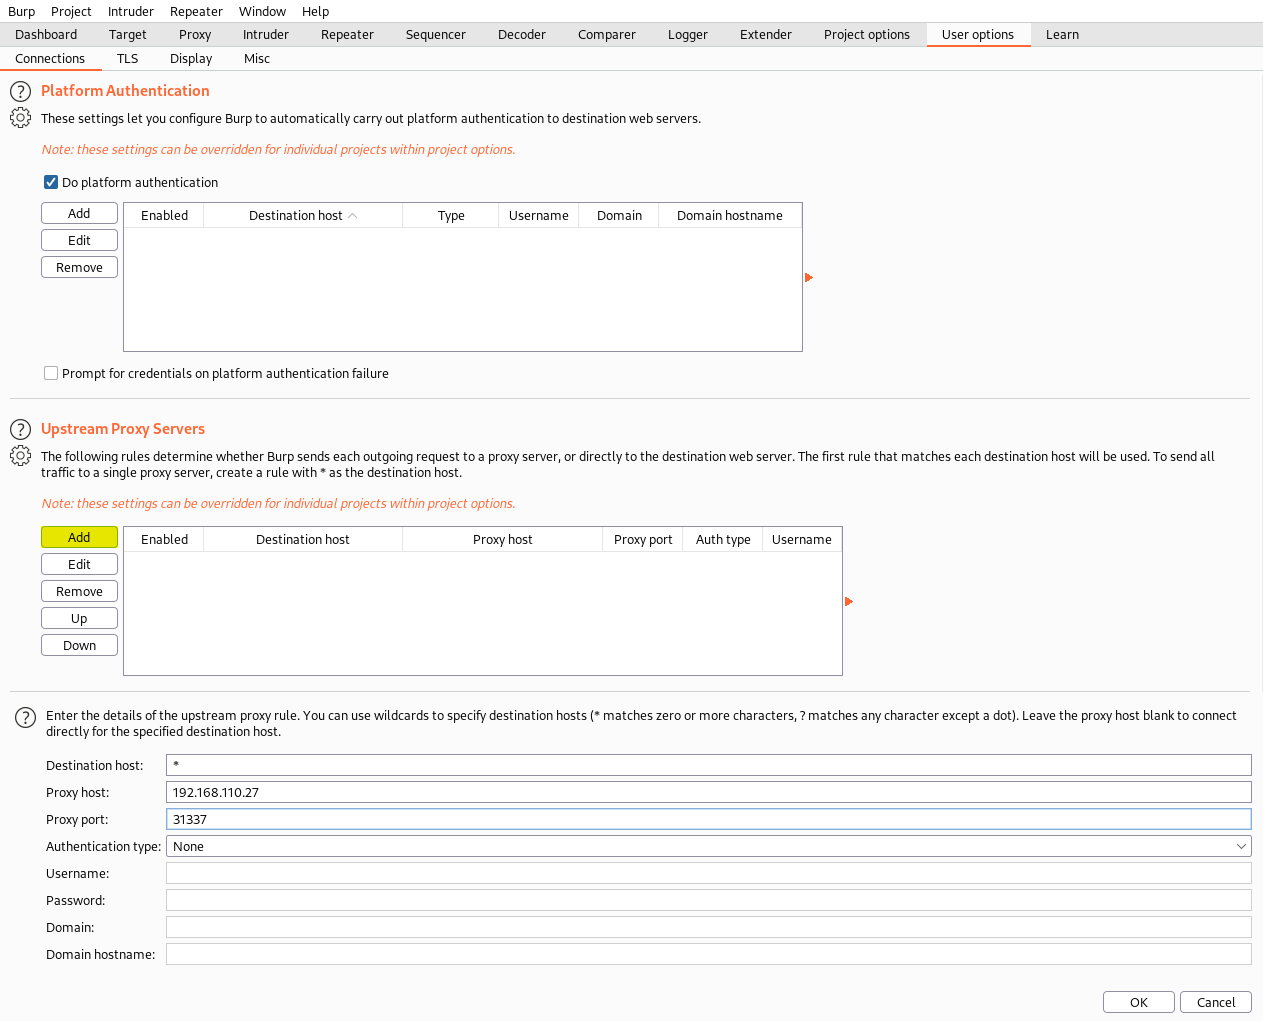 Burp Project Intruder Repeater Window Help
Dashboard Target Proxy Intruder Repeater Sequencer Decoder Comparer Logger Extender Project options User options Learn
Connections TLS Display Misc
? Platform Authentication
These settings let you configure Burp to automatically carry out platform authentication to destination web servers.
Note: these settings can be overridden for individual projects within project options.
Do platform authentication
Add
Edit
Remove
Enabled Destination host Type Username Domain Domain hostname
Prompt for credentials on platform authentication failure
? Upstream Proxy Servers
The following rules determine whether Burp sends each outgoing request to a proxy server, or directly to the destination web server. The first rule that matches each destination host will be used. To send all
traffic to a single proxy server, create a rule with * as the destination host.
Note: these settings can be overridden for individual projects within project options.
Add
Edit
Remove
Up
Down
Enabled Destination host Proxy host Proxy port Auth type Username
? Enter the details of the upstream proxy rule. You can use wildcards to specify destination hosts (* matches zero or more characters, ? matches any character except a dot). Leave the proxy host blank to connect
directly for the specified destination host.
Destination host: *
Proxy host: 192.168.110.27
Proxy port: 31337
Authentication type: None
Username:
Password:
Domain:
Domain hostname:
OK Cancel